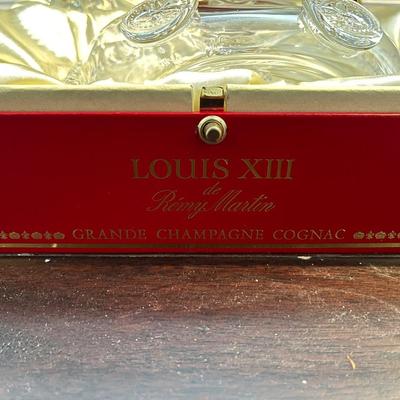 LOUIS XIII
de
Rémy Martin
GRANDE CHAMPAGNE COGNAC